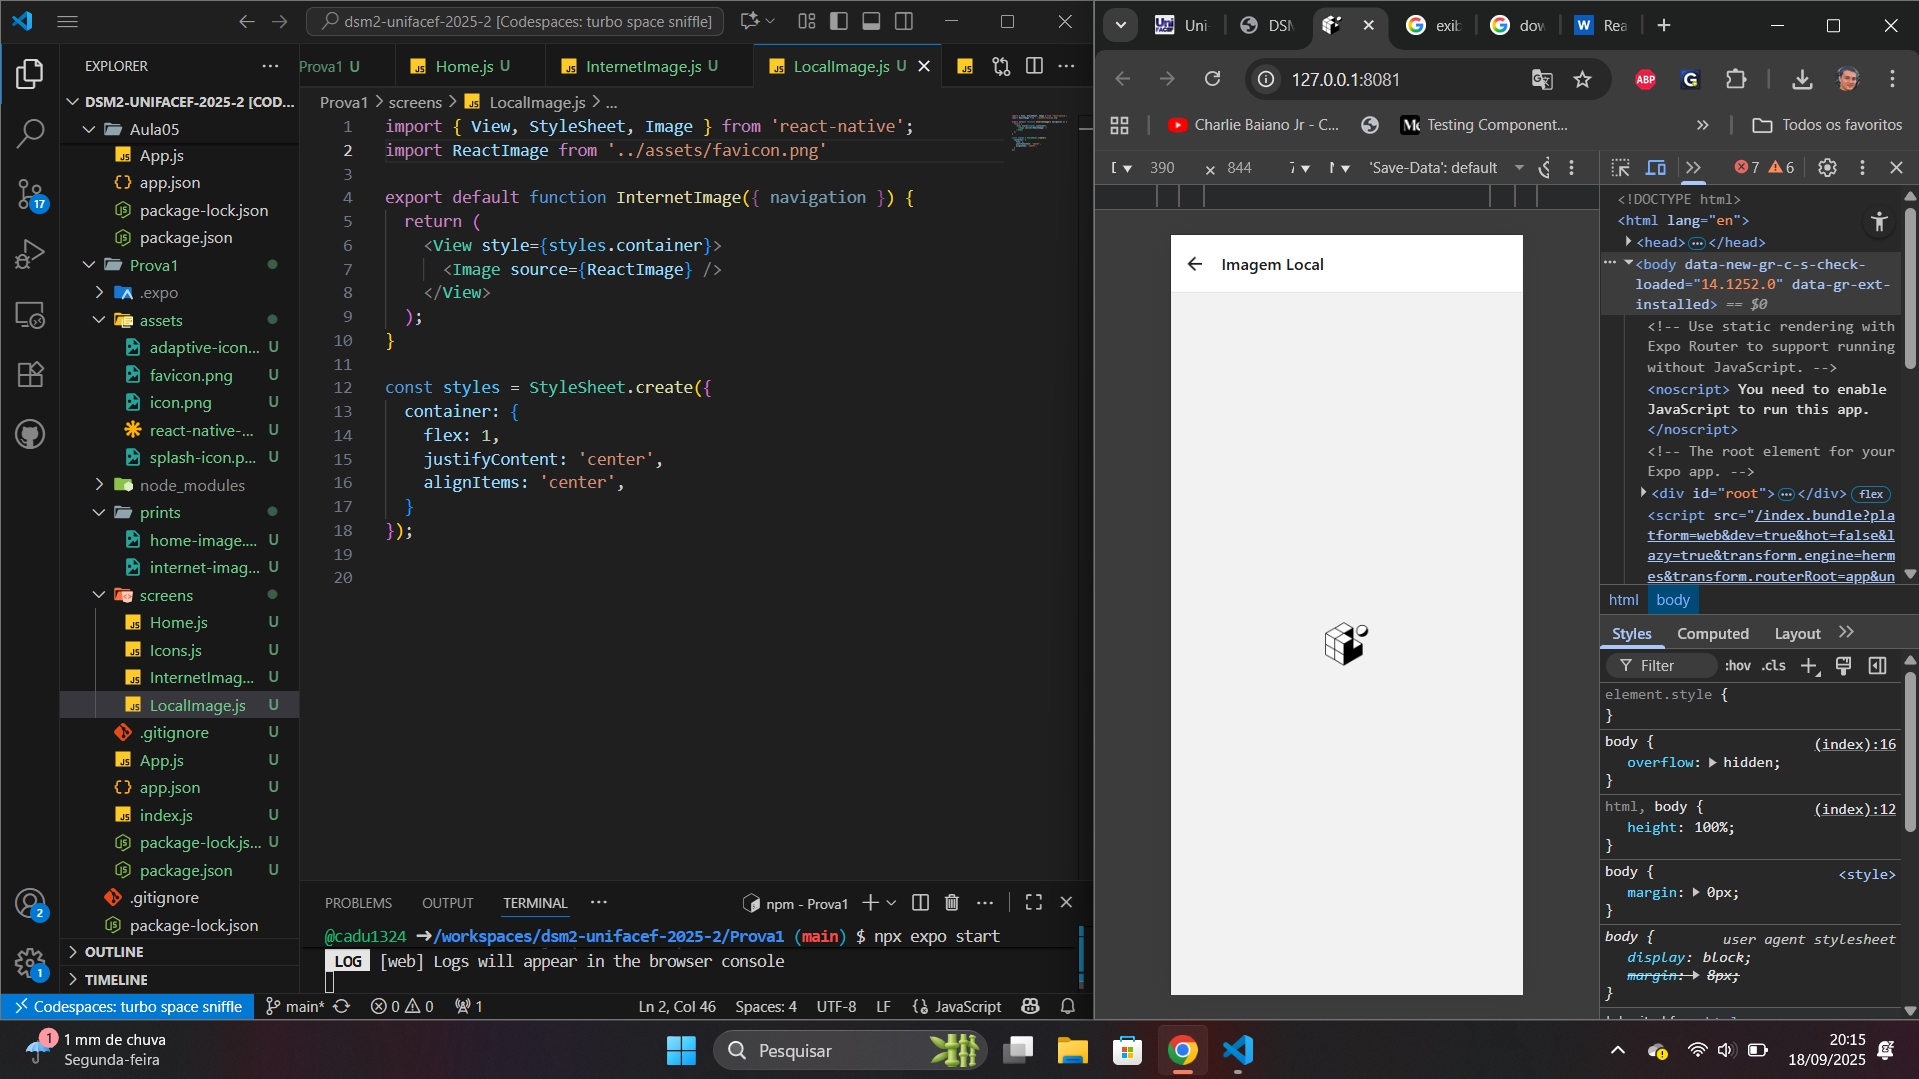 dsm2-unifacef-2025-2 [Codespaces: turbo space sniffle]
EXPLORER
DSM2-UNIFACEF-2025-2 [COD...
Aula05
App.js
app.json
package-lock.json
package.json
Prova1
.expo
assets
adaptive-icon... U
favicon.png U
icon.png U
react-native-... U
splash-icon.p... U
node_modules
prints
home-image.... U
internet-imag... U
screens
Home.js U
Icons.js U
InternetImag... U
LocalImage.js U
.gitignore U
App.js U
app.json U
index.js U
package-lock.js... U
package.json U
.gitignore
package-lock.json
OUTLINE
TIMELINE
17
2
1
Prova1 U
Home.js U
InternetImage.js U
LocalImage.js U
Prova1 > screens > LocalImage.js > ...
1 import { View, StyleSheet, Image } from 'react-native';
2 import ReactImage from '../assets/favicon.png'
3
4 export default function InternetImage({ navigation }) {
5 return (
6 <View style={styles.container}>
7 <Image source={ReactImage} />
8 </View>
9 );
10 }
11
12 const styles = StyleSheet.create({
13 container: {
14 flex: 1,
15 justifyContent: 'center',
16 alignItems: 'center',
17 }
18 });
19
20
PROBLEMS OUTPUT TERMINAL
npm - Prova1
@cadu1324 ➜/workspaces/dsm2-unifacef-2025-2/Prova1 (main) $ npx expo start
LOG [web] Logs will appear in the browser console
Codespaces: turbo space sniffle
main*
0 0
1
Ln 2, Col 46
Spaces: 4
UTF-8
LF
{} JavaScript
Uni-
DSM
exib
dow
Rea
127.0.0.1:8081
ABP
G
Charlie Baiano Jr - C...
Testing Component...
Todos os favoritos
D 390 × 844 7 'Save-Data': default
7 6
Imagem Local
<!DOCTYPE html>
<html lang="en">
<head> </head>
<body data-new-gr-c-s-check-
loaded="14.1252.0" data-gr-ext-
installed> == $0
<!-- Use static rendering with
Expo Router to support running
without JavaScript. -->
<noscript> You need to enable
JavaScript to run this app.
</noscript>
<!-- The root element for your
Expo app. -->
<div id="root"> </div> flex
<script src="/index.bundle?pla
tform=web&dev=true&hot=false&l
azy=true&transform.engine=herm
es&transform.routerRoot=app&un
html body
Styles Computed Layout
Filter :hov .cls
element.style {
}
body { (index):16
overflow: hidden;
}
html, body { (index):12
height: 100%;
}
body { <style>
margin: 0px;
}
body { user agent stylesheet
display: block;
margin: 8px;
}
1
1 mm de chuva
Segunda-feira
Pesquisar
20:15
18/09/2025